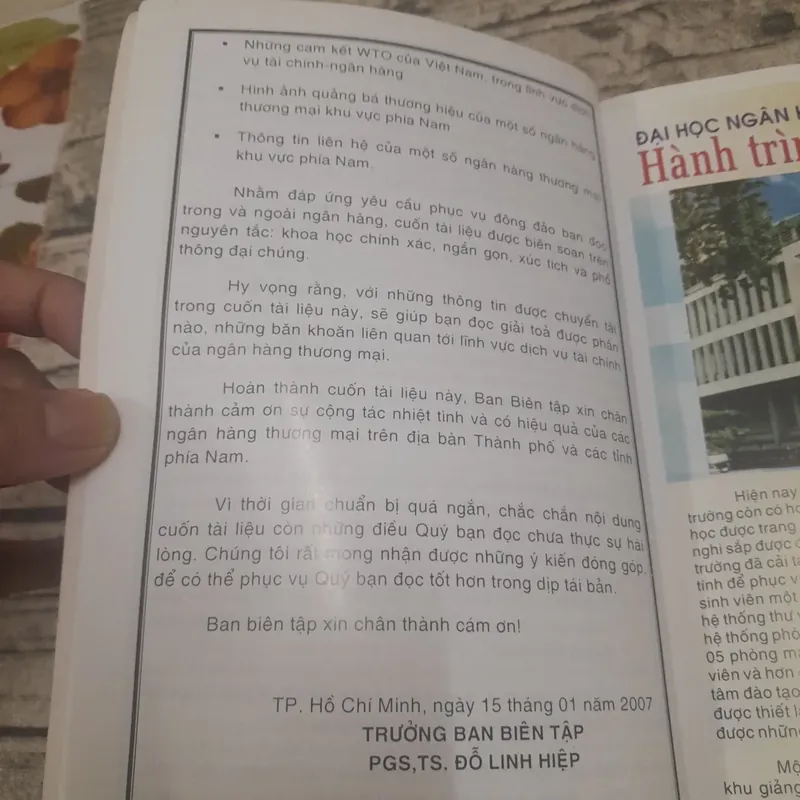 • Những cam kết WTO của Việt Nam, trong lĩnh vực dịch
vụ tài chính-ngân hàng
• Hình ảnh quảng bá thương hiệu của một số ngân hàng
thương mại khu vực phía Nam
• Thông tin liên hệ của một số ngân hàng thương mại
khu vực phía Nam.
Nhằm đáp ứng yêu cầu phục vụ đông đảo bạn đọc
trong và ngoài ngân hàng, cuốn tài liệu được biên soạn trên
nguyên tắc: khoa học chính xác, ngắn gọn, xúc tích và phổ
thông đại chúng.
Hy vọng rằng, với những thông tin được chuyển tải
trong cuốn tài liệu này, sẽ giúp bạn đọc giải toả được phần
nào, những băn khoăn liên quan tới lĩnh vực dịch vụ tài chính
của ngân hàng thương mại.
Hoàn thành cuốn tài liệu này, Ban Biên tập xin chân
thành cảm ơn sự cộng tác nhiệt tình và có hiệu quả của các
ngân hàng thương mại trên địa bàn Thành phố và các tỉnh
phía Nam.
Vì thời gian chuẩn bị quá ngắn, chắc chắn nội dung
cuốn tài liệu còn những điều Quý bạn đọc chưa thực sự hài
lòng. Chúng tôi rất mong nhận được những ý kiến đóng góp,
để có thể phục vụ Quý bạn đọc tốt hơn trong dịp tái bản.
Ban biên tập xin chân thành cám ơn!
TP. Hồ Chí Minh, ngày 15 tháng 01 năm 2007
TRƯỞNG BAN BIÊN TẬP
PGS,TS. ĐỖ LINH HIỆP
ĐẠI HỌC NGÂN
Hành trìn
Hiện nay
trường còn có
học được trang
nghi sắp được
trường đã cải
tính để phục
sinh viên một
hệ thống thư
hệ thống
05 phòng
viên và hơn
tâm đào tạo
được thiết
được
khu giảng